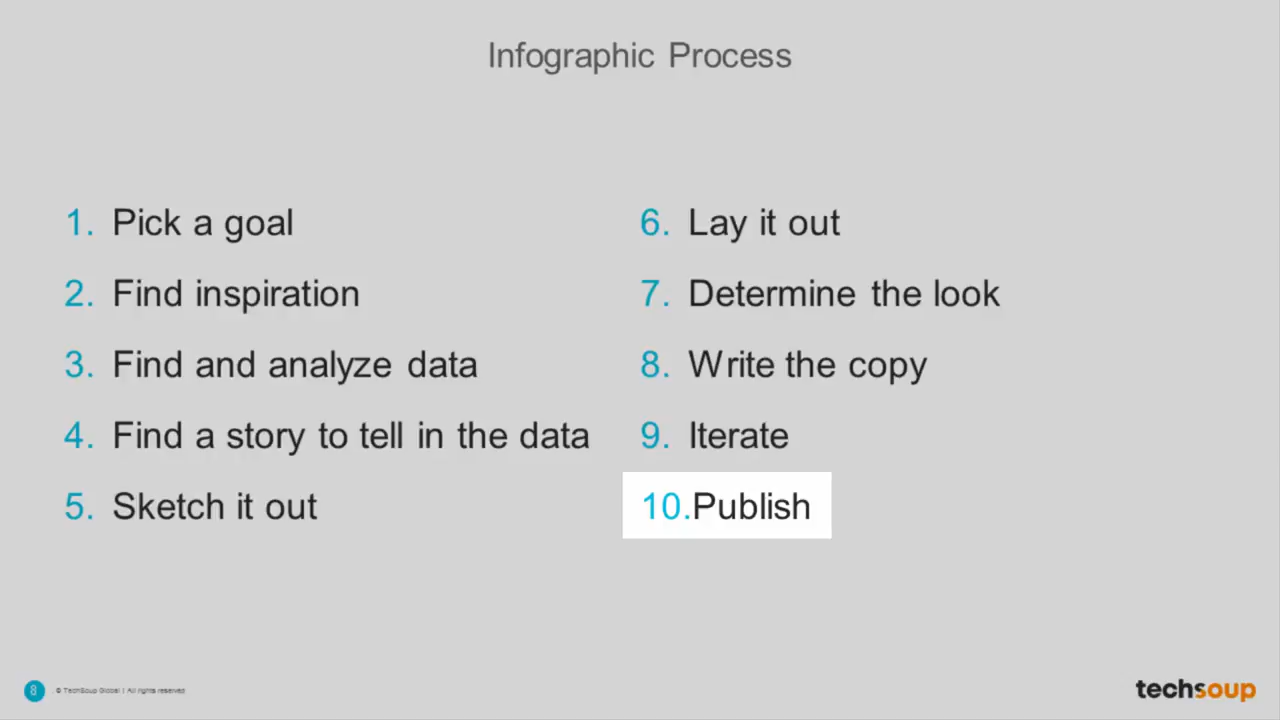 Infographic Process
1. Pick a goal
2. Find inspiration
3. Find and analyze data
4. Find a story to tell in the data
5. Sketch it out
6. Lay it out
7. Determine the look
8. Write the copy
9. Iterate
10.Publish
8
© TechSoup Global | All rights reserved
techsoup